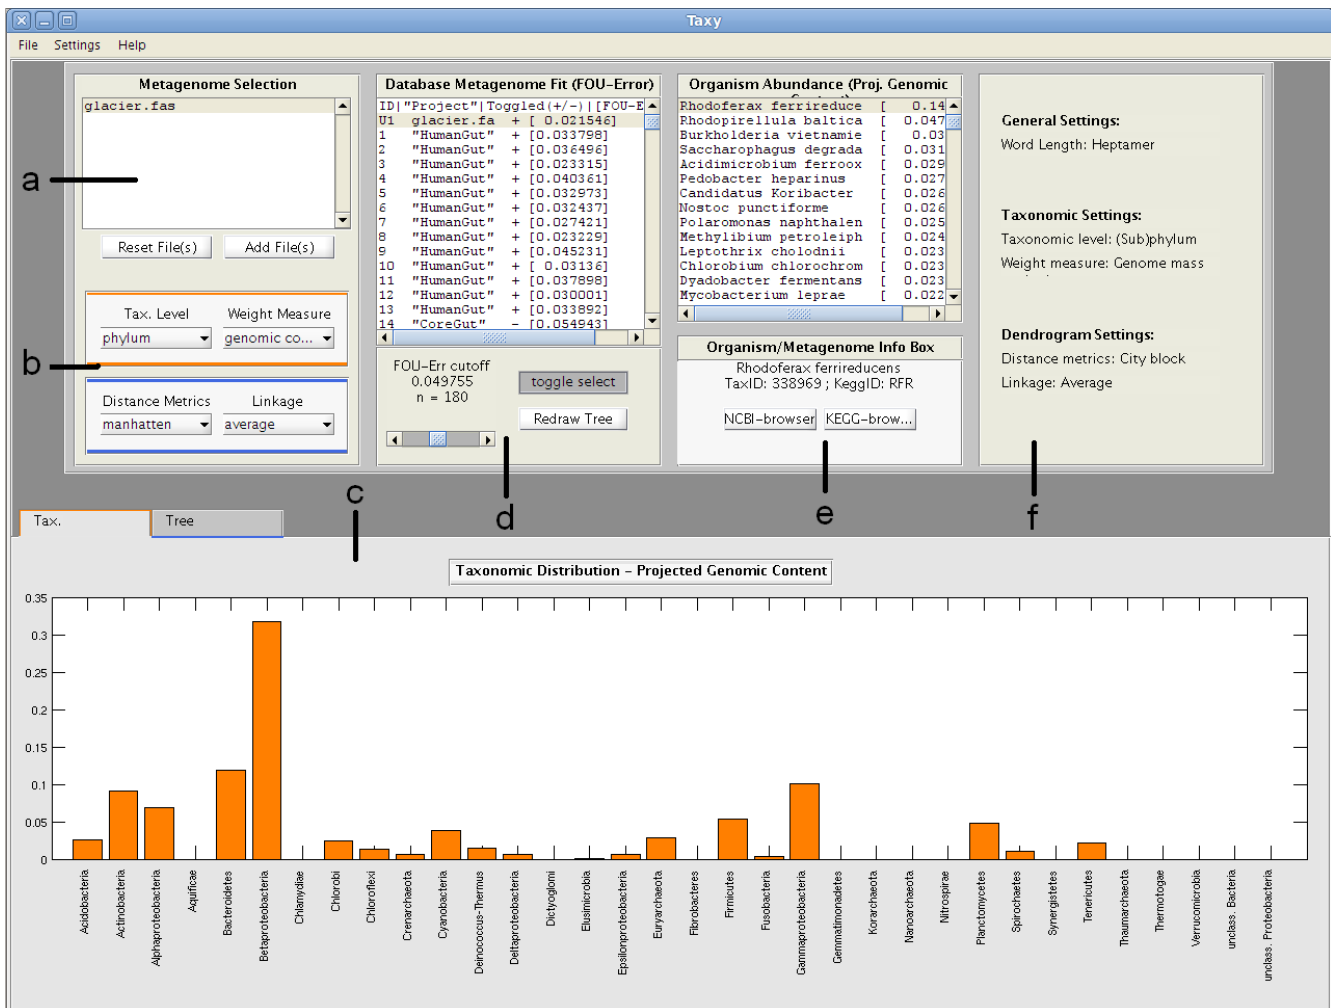 Taxy
File Settings Help
Metagenome Selection
glacier.fas
a
Reset File(s) Add File(s)
Tax. Level Weight Measure
phylum genomic co...
b
Distance Metrics Linkage
manhatten average
Database Metagenome Fit (FOU-Error)
ID|"Project"|Toggled(+/-)|[FOU-E
U1 glacier.fa + [ 0.021546]
1 "HumanGut" + [0.033798]
2 "HumanGut" + [0.036496]
3 "HumanGut" + [0.023315]
4 "HumanGut" + [0.040361]
5 "HumanGut" + [0.032973]
6 "HumanGut" + [0.032437]
7 "HumanGut" + [0.027421]
8 "HumanGut" + [0.023229]
9 "HumanGut" + [0.045231]
10 "HumanGut" + [ 0.03136]
11 "HumanGut" + [0.037898]
12 "HumanGut" + [0.030001]
13 "HumanGut" + [0.033892]
14 "CoreGut" - [0.054943]
FOU-Err cutoff
0.049755
n = 180
toggle select
Redraw Tree
d
Organism Abundance (Proj. Genomic
Rhodoferax ferrireduce [ 0.14
Rhodopirellula baltica [ 0.047
Burkholderia vietnamie [ 0.03
Saccharophagus degrada [ 0.031
Acidimicrobium ferroox [ 0.029
Pedobacter heparinus [ 0.027
Candidatus Koribacter [ 0.026
Nostoc punctiforme [ 0.026
Polaromonas naphthalen [ 0.025
Methylibium petroleiph [ 0.024
Leptothrix cholodnii [ 0.023
Chlorobium chlorochrom [ 0.023
Dyadobacter fermentans [ 0.023
Mycobacterium leprae [ 0.022
Organism/Metagenome Info Box
Rhodoferax ferrireducens
TaxID: 338969 ; KeggID: RFR
NCBI-browser KEGG-brow...
e
General Settings:
Word Length: Heptamer
Taxonomic Settings:
Taxonomic level: (Sub)phylum
Weight measure: Genome mass
Dendrogram Settings:
Distance metrics: City block
Linkage: Average
f
c
Tax. Tree
Taxonomic Distribution - Projected Genomic Content
0.35
0.3
0.25
0.2
0.15
0.1
0.05
0
Acidobacteria
Actinobacteria
Alphaproteobacteria
Aquificae
Bacteroidetes
Betaproteobacteria
Chlamydiae
Chlorobi
Chloroflexi
Crenarchaeota
Cyanobacteria
Deinococcus-Thermus
Deltaproteobacteria
Dictyoglomi
Elusimicrobia
Epsilonproteobacteria
Euryarchaeota
Fibrobacteres
Firmicutes
Fusobacteria
Gammaproteobacteria
Gemmatimonadetes
Korarchaeota
Nanoarchaeota
Nitrospirae
Planctomycetes
Spirochaetes
Synergistetes
Tenericutes
Thaumarchaeota
Thermotogae
Verrucomicrobia
unclass. Bacteria
unclass. Proteobacteria